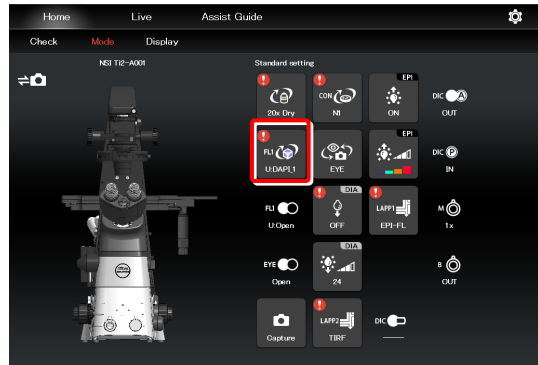 Home Live Assist Guide
Check Mode Display
NSI Ti2-A001 Standard setting
20x Dry
CON N1
EPI ON
DIC A OUT
FL1 U:DAPI_1
EYE
EPI
DIC P IN
FL1 U:Open
DIA OFF
LAPP1 EPI-FL
M 1x
EYE Open
DIA 24
B OUT
Capture
LAPP2 TIRF
DIC